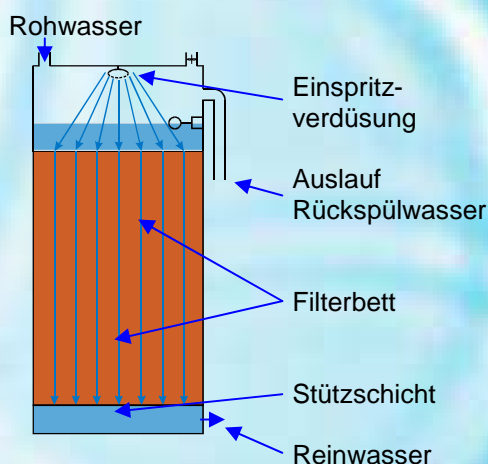 Rohwasser
Einspritz-
verdüsung
Auslauf
Rückspülwasser
Filterbett
Stützschicht
Reinwasser